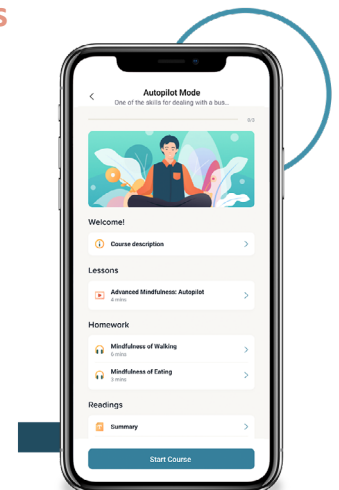 s
Autopilot Mode
One of the skills for dealing with a bus...
0/3
Welcome!
Course description
Lessons
Advanced Mindfulness: Autopilot
4 mins
Homework
Mindfulness of Walking
6 mins
Mindfulness of Eating
3 mins
Readings
Summary
Start Course